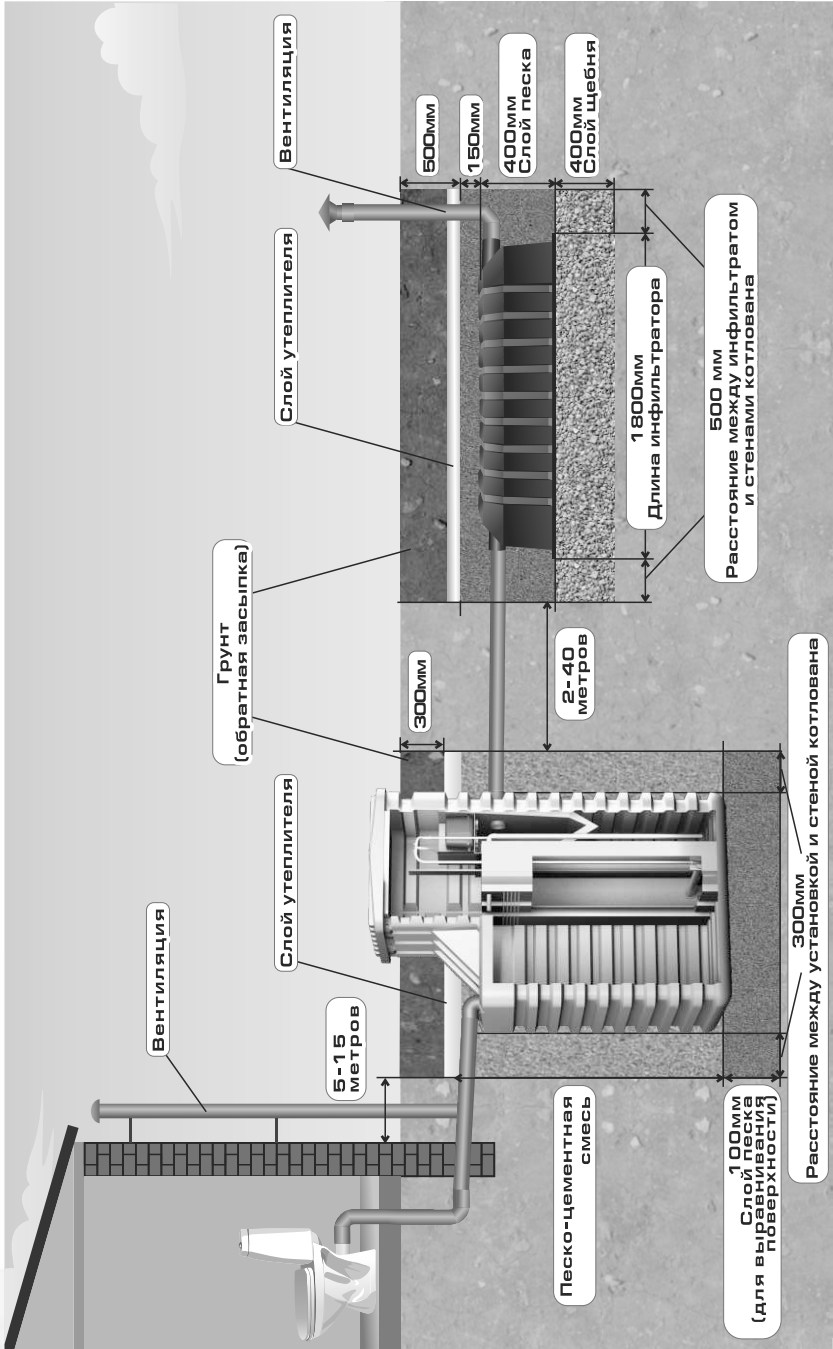 Вентиляция
5-15
метров
Слой утеплителя
Грунт
(обратная засыпка)
Слой утеплителя
Вентиляция
300мм
500мм
150мм
400мм
Слой песка
400мм
Слой щебня
2-40
метров
1800мм
Длина инфильтратора
500 мм
Расстояние между инфильтратом
и стенами котлована
Песко-цементная
смесь
100мм
Слой песка
(для выравнивания
поверхности)
300мм
Расстояние между установкой и стеной котлована